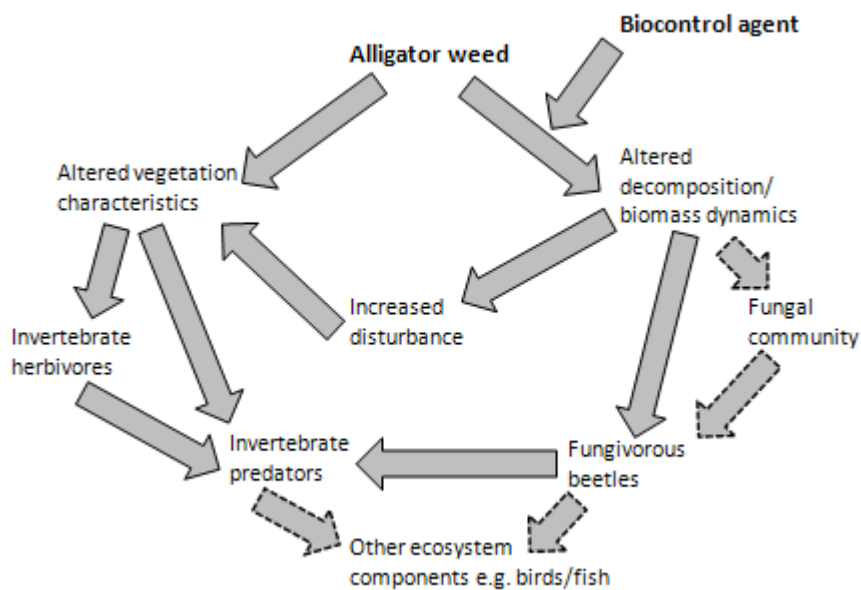 Biocontrol agent
Alligator weed
Altered vegetation
characteristics
Altered
decomposition/
biomass dynamics
Increased
disturbance
Fungal
community
Invertebrate
herbivores
Invertebrate
predators
Fungivorous
beetles
Other ecosystem
components e.g. birds/fish